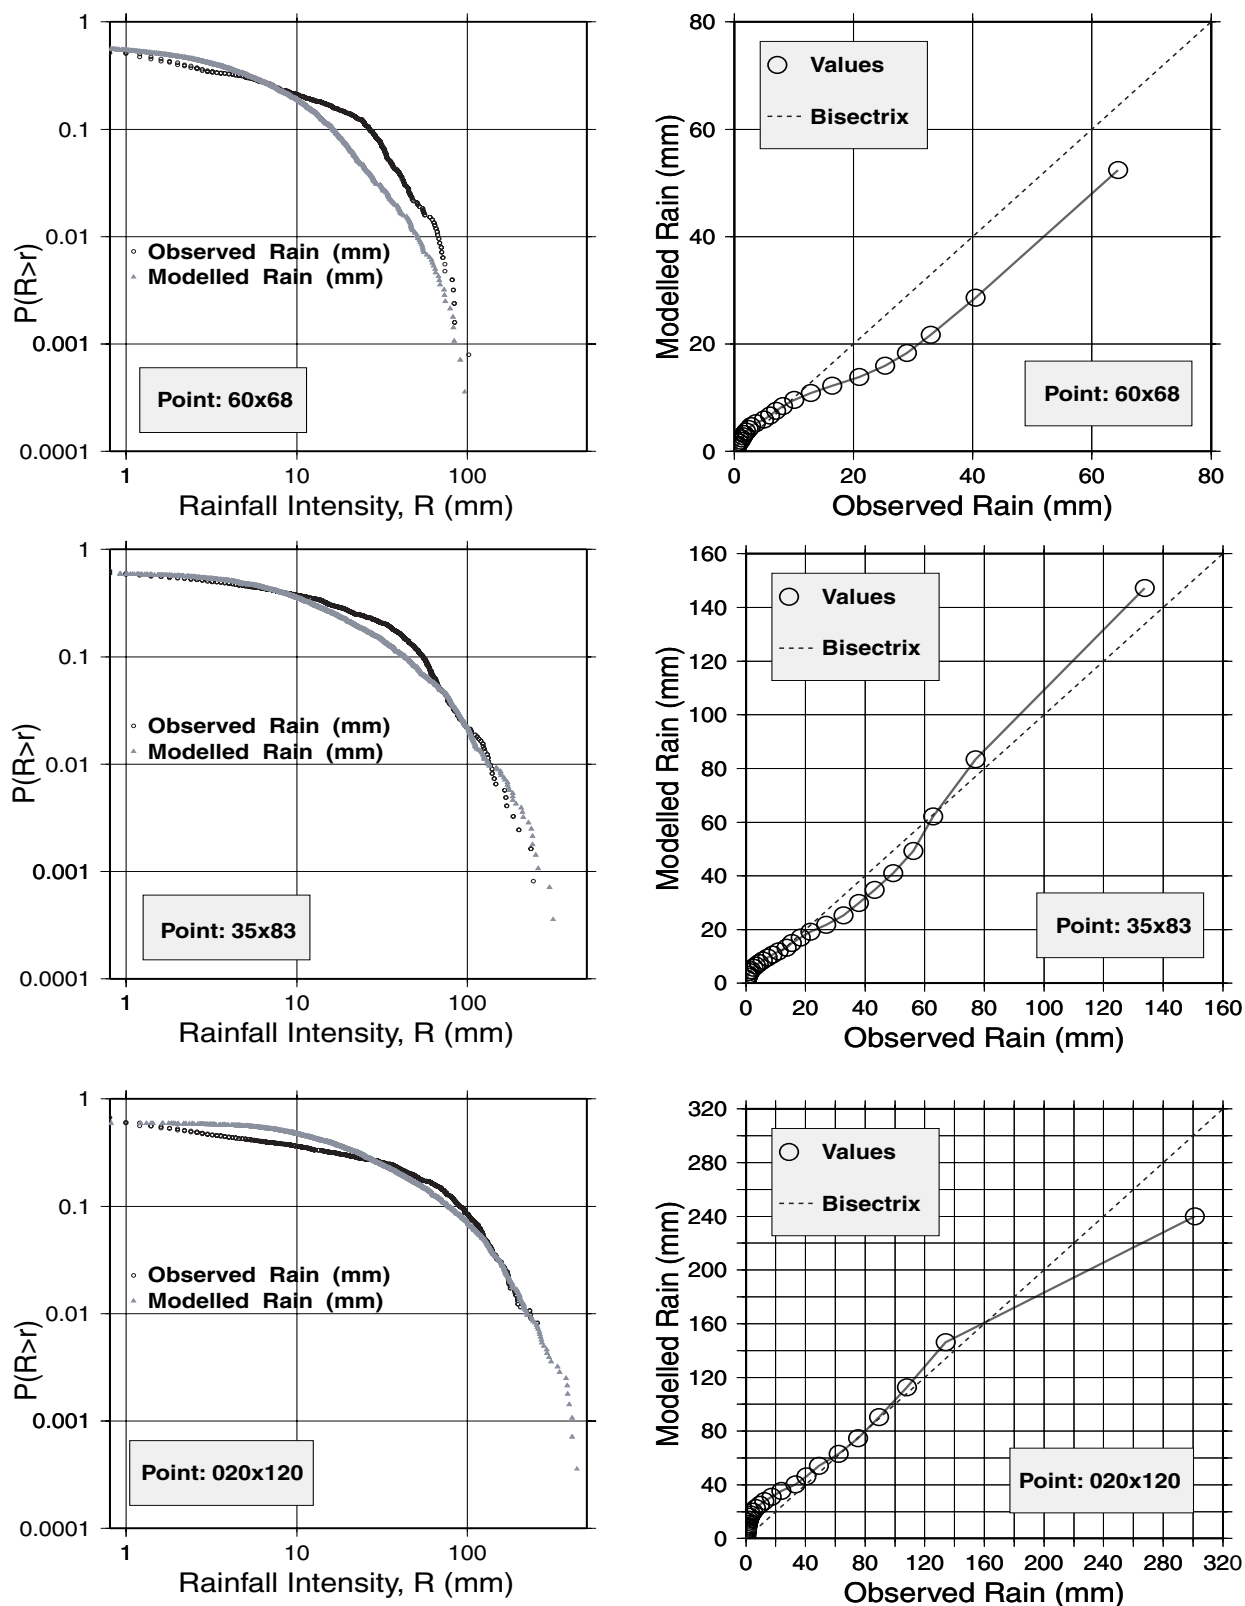 1
0.1
0.01
0.001
0.0001
P(R>r)
Observed Rain (mm)
Modelled Rain (mm)
Point: 60x68
1 10 100
Rainfall Intensity, R (mm)
80
60
40
20
0
Modelled Rain (mm)
Values
Bisectrix
Point: 60x68
0 20 40 60 80
Observed Rain (mm)
1
0.1
0.01
0.001
0.0001
P(R>r)
Observed Rain (mm)
Modelled Rain (mm)
Point: 35x83
1 10 100
Rainfall Intensity, R (mm)
160
140
120
100
80
60
40
20
0
Modelled Rain (mm)
Values
Bisectrix
Point: 35x83
0 20 40 60 80 100 120 140 160
Observed Rain (mm)
1
0.1
0.01
0.001
0.0001
P(R>r)
Observed Rain (mm)
Modelled Rain (mm)
Point: 020x120
1 10 100
Rainfall Intensity, R (mm)
320
280
240
200
160
120
80
40
0
Modelled Rain (mm)
Values
Bisectrix
Point: 020x120
0 40 80 120 160 200 240 280 320
Observed Rain (mm)